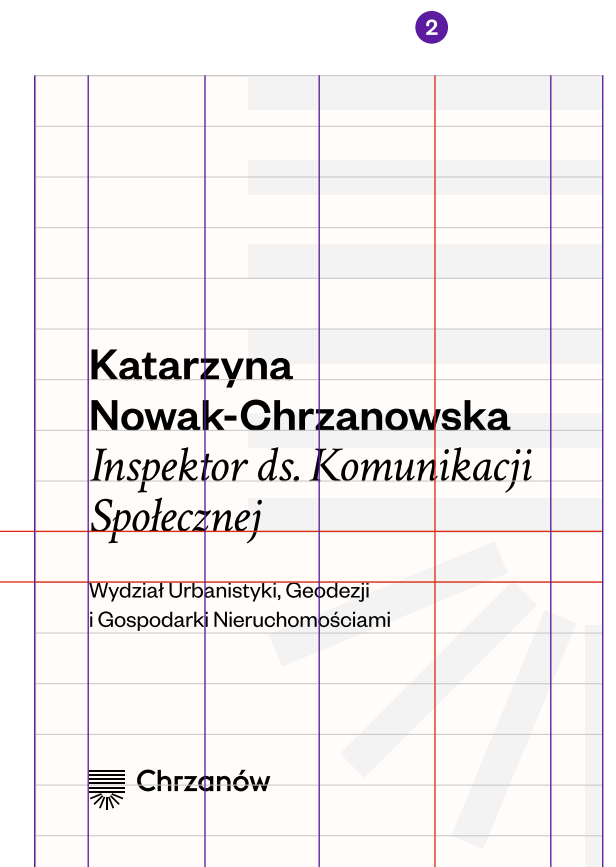 2
Katarzyna
Nowak-Chrzanowska
Inspektor ds. Komunikacji
Społecznej
Wydział Urbanistyki, Geodezji
i Gospodarki Nieruchomościami
Chrzanów